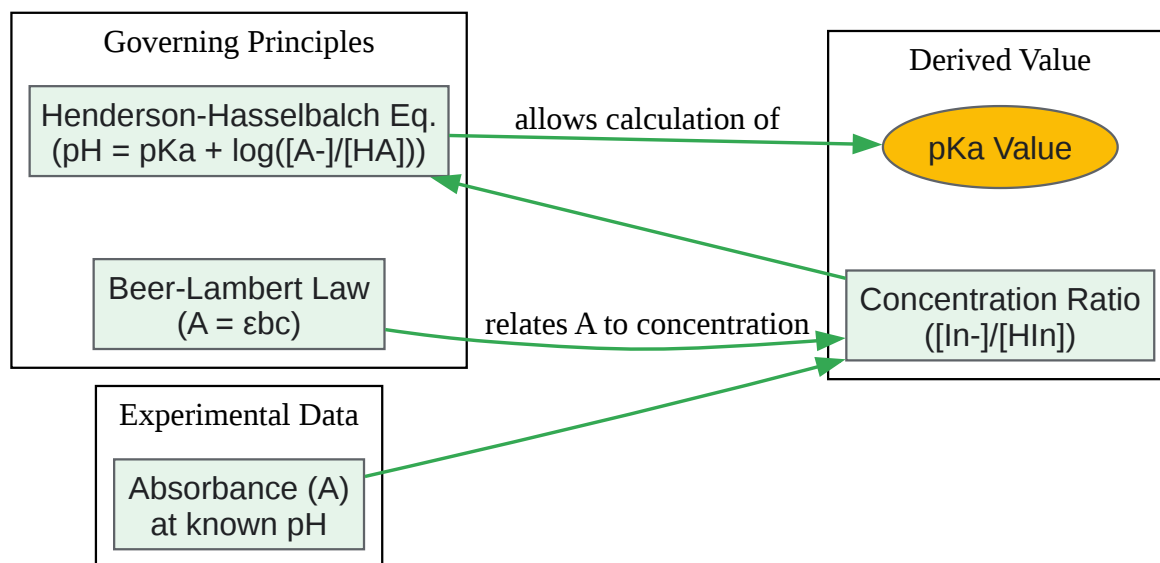 Governing Principles
Henderson-Hasselbalch Eq.
(pH = pKa + log([A-]/[HA]))
allows calculation of
Derived Value
pKa Value
Beer-Lambert Law
(A = εbc)
relates A to concentration
Concentration Ratio
([In-]/[HIn])
Experimental Data
Absorbance (A)
at known pH